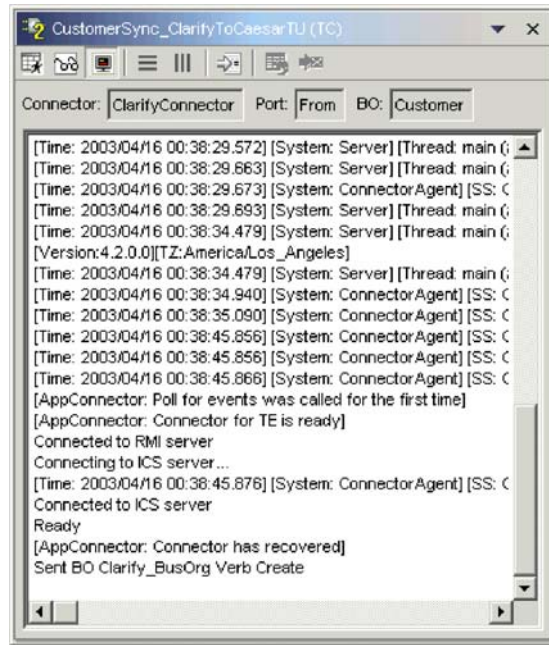 CustomerSync_ClarifyToCaesarTU (TC)
Connector: ClarifyConnector Port: From BO: Customer
[Time: 2003/04/16 00:38:29.572] [System: Server] [Thread: main (
[Time: 2003/04/16 00:38:29.663] [System: Server] [Thread: main (
[Time: 2003/04/16 00:38:29.673] [System: ConnectorAgent] [SS: C
[Time: 2003/04/16 00:38:29.693] [System: Server] [Thread: main (
[Time: 2003/04/16 00:38:34.479] [System: Server] [Thread: main (
[Version:4.2.0.0][TZ:America/Los_Angeles]
[Time: 2003/04/16 00:38:34.479] [System: Server] [Thread: main (
[Time: 2003/04/16 00:38:34.940] [System: ConnectorAgent] [SS: C
[Time: 2003/04/16 00:38:35.090] [System: ConnectorAgent] [SS: C
[Time: 2003/04/16 00:38:45.856] [System: ConnectorAgent] [SS: C
[Time: 2003/04/16 00:38:45.856] [System: ConnectorAgent] [SS: C
[Time: 2003/04/16 00:38:45.866] [System: ConnectorAgent] [SS: C
[AppConnector: Poll for events was called for the first time]
[AppConnector: Connector for TE is ready]
Connected to RMI server
Connecting to ICS server...
[Time: 2003/04/16 00:38:45.876] [System: ConnectorAgent] [SS: C
Connected to ICS server
Ready
[AppConnector: Connector has recovered]
Sent BO Clarify_BusOrg Verb Create